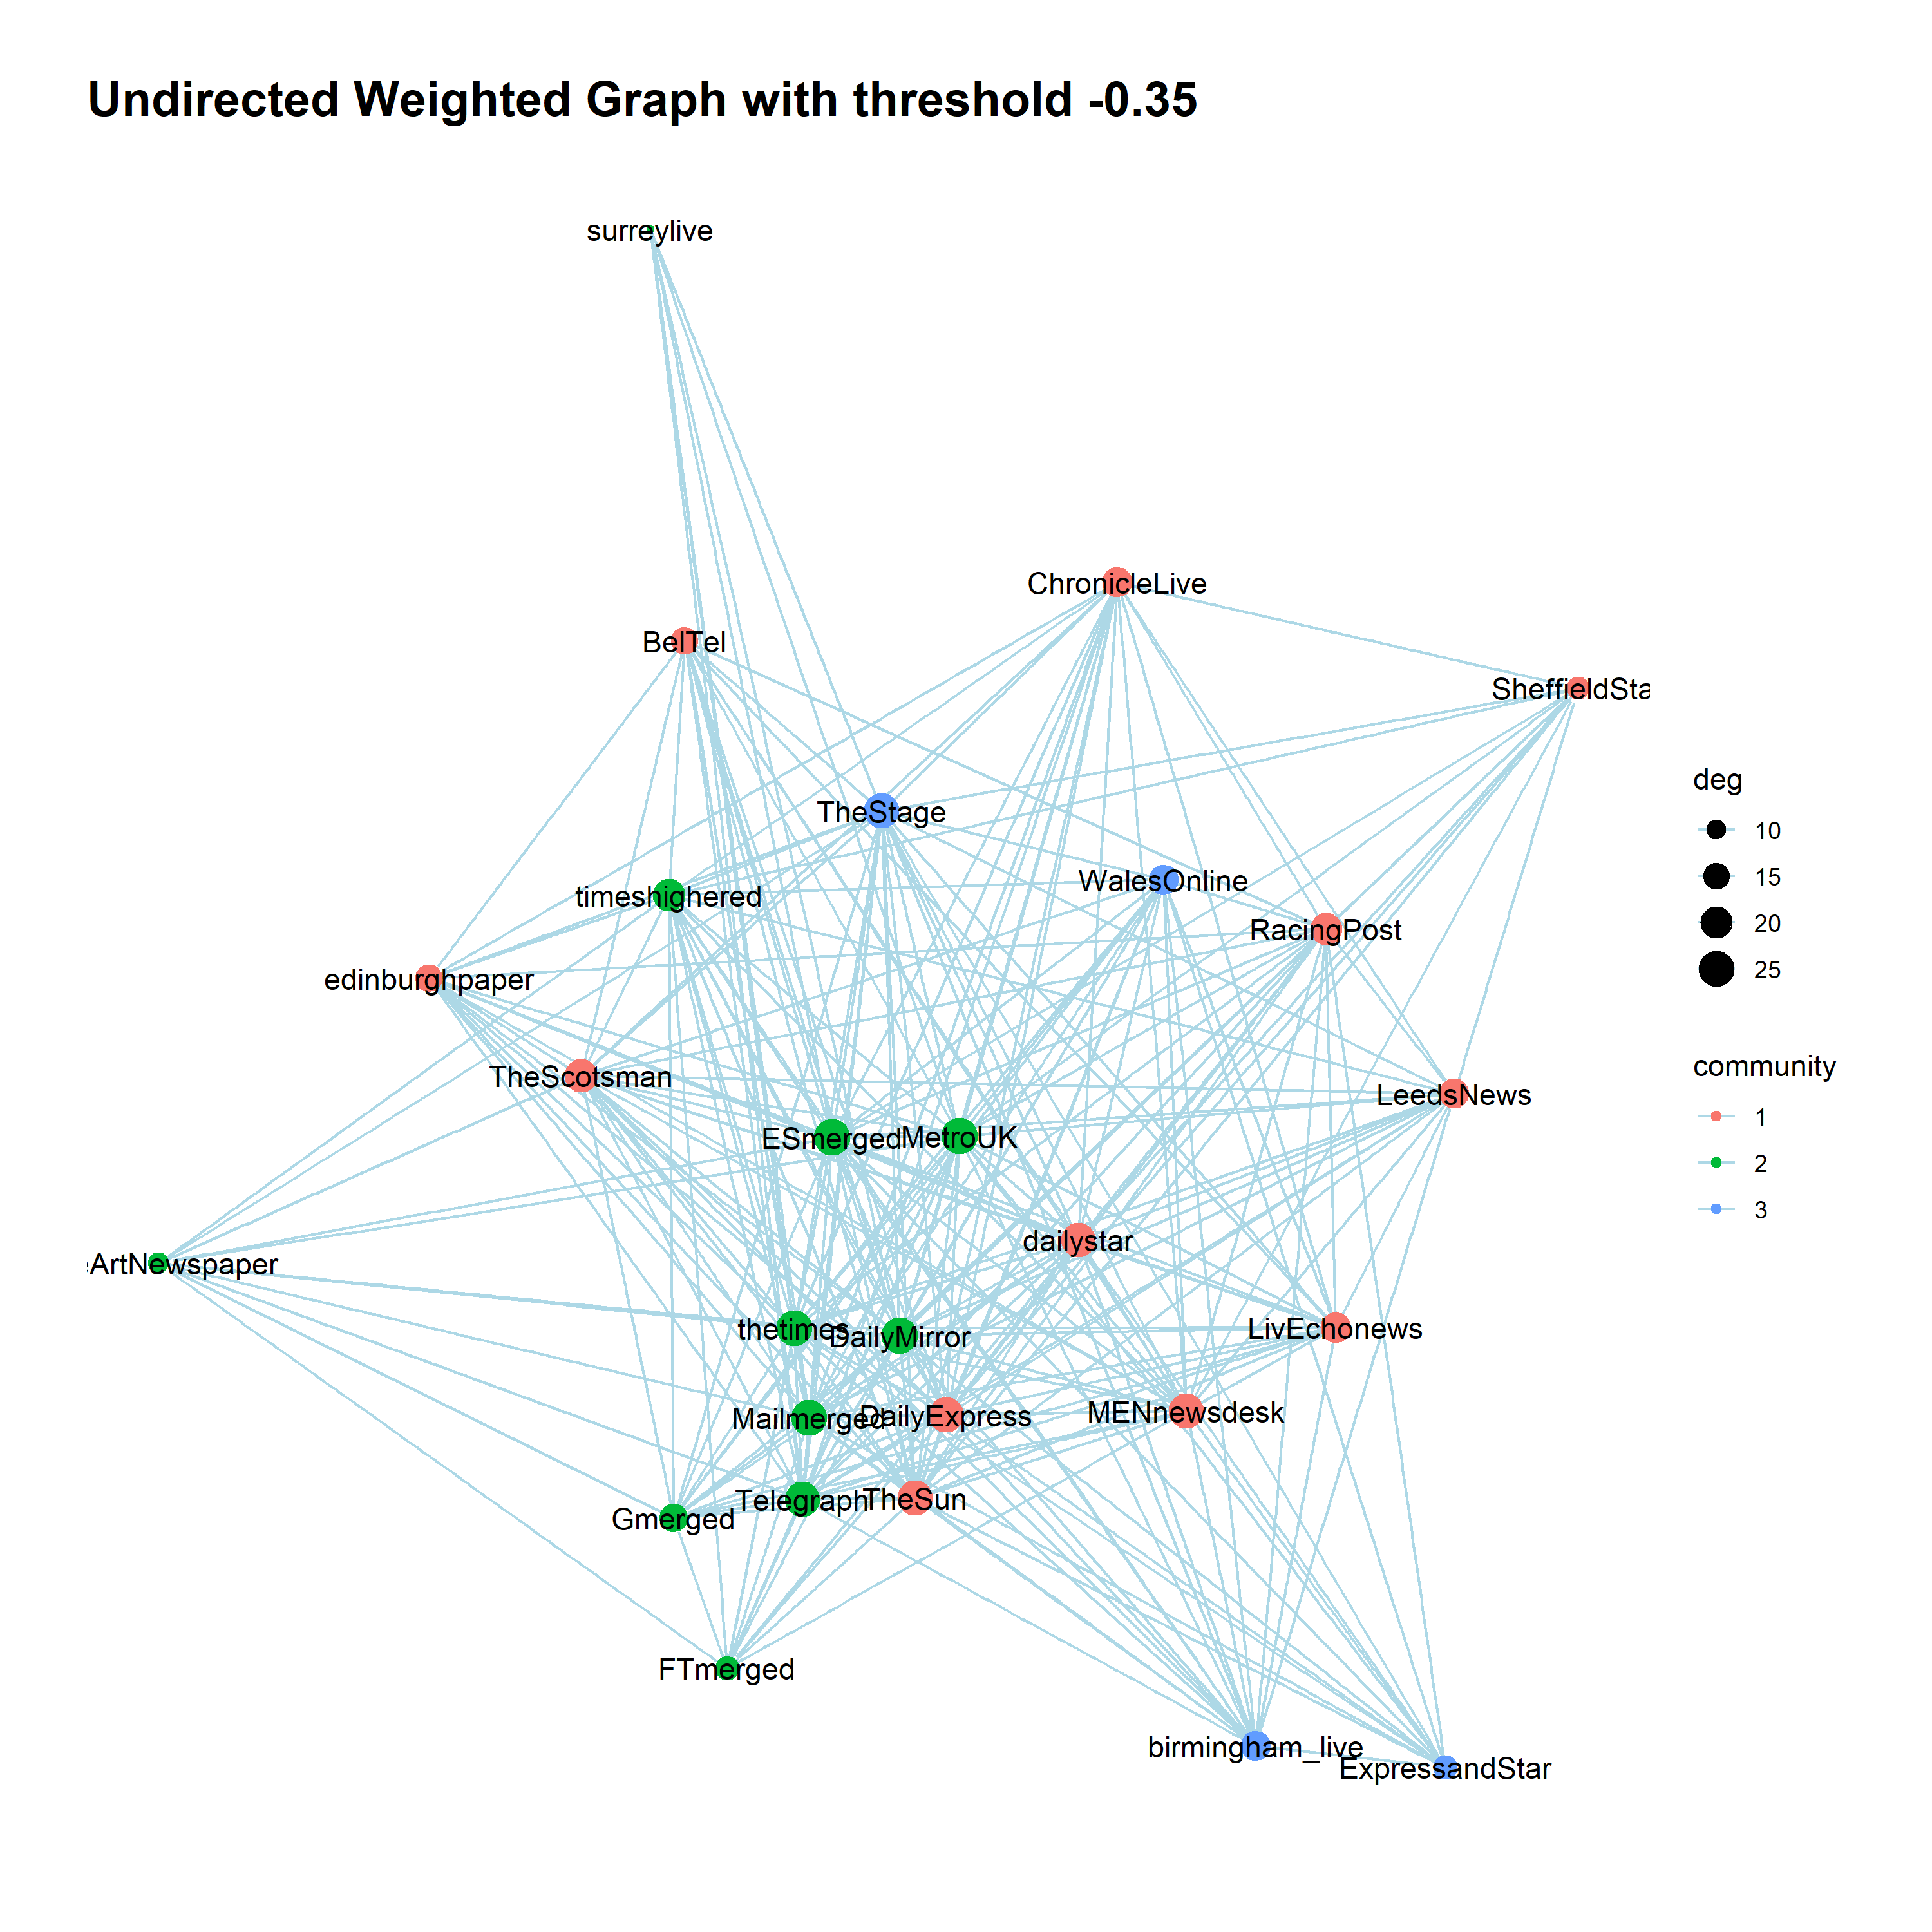 Undirected Weighted Graph with threshold -0.35
surreylive
ChronicleLive
BelTel
SheffieldSta
TheStage
timeshighered
WalesOnline
RacingPost
edinburghpaper
TheScotsman
LeedsNews
ESmerged
MetroUK
dailystar
eArtNewspaper
thetimes
DailyMirror
LivEchonews
Mailmerged
DailyExpress
MENnewsdesk
Telegraph
TheSun
Gmerged
FTmerged
birmingham_live
ExpressandStar
deg
10
15
20
25
community
1
2
3